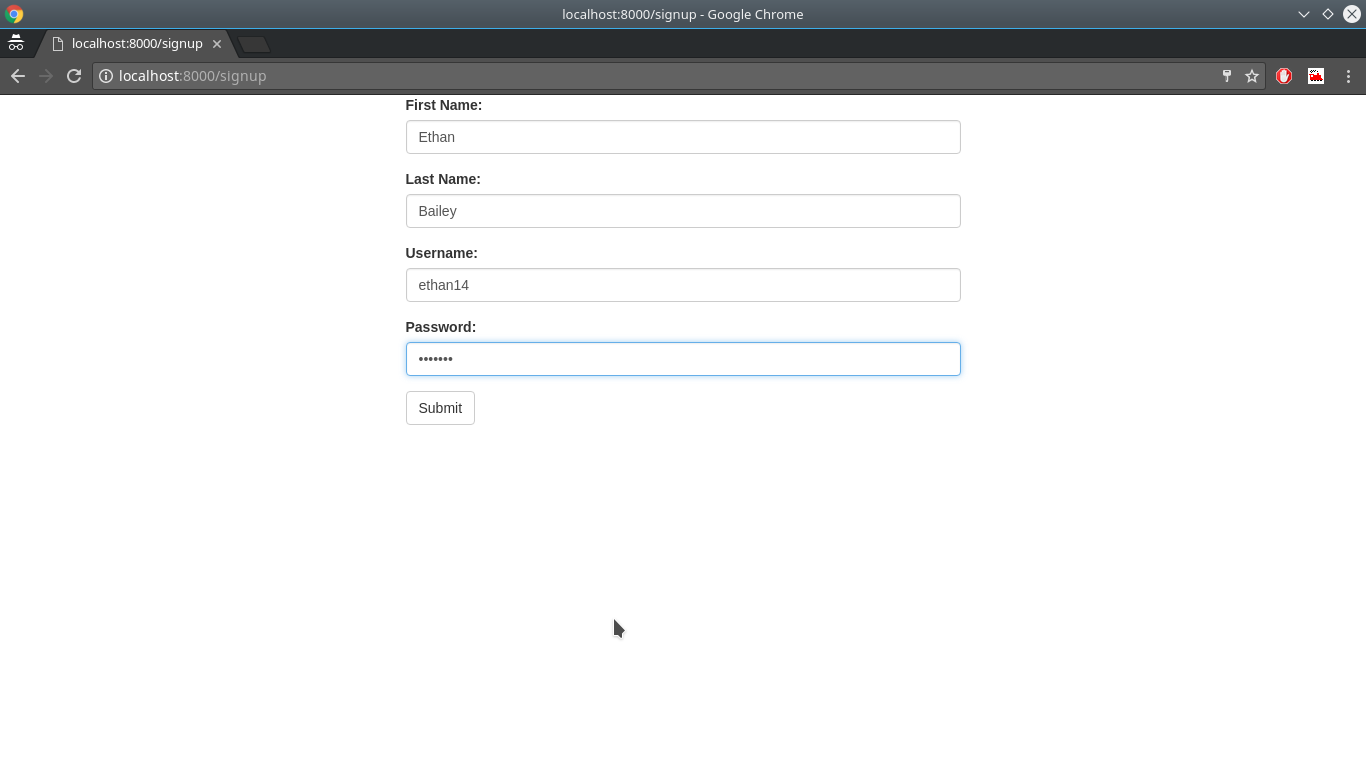 localhost:8000/signup - Google Chrome
localhost:8000/signup
localhost:8000/signup
First Name:
Ethan
Last Name:
Bailey
Username:
ethan14
Password:
•••••••
Submit